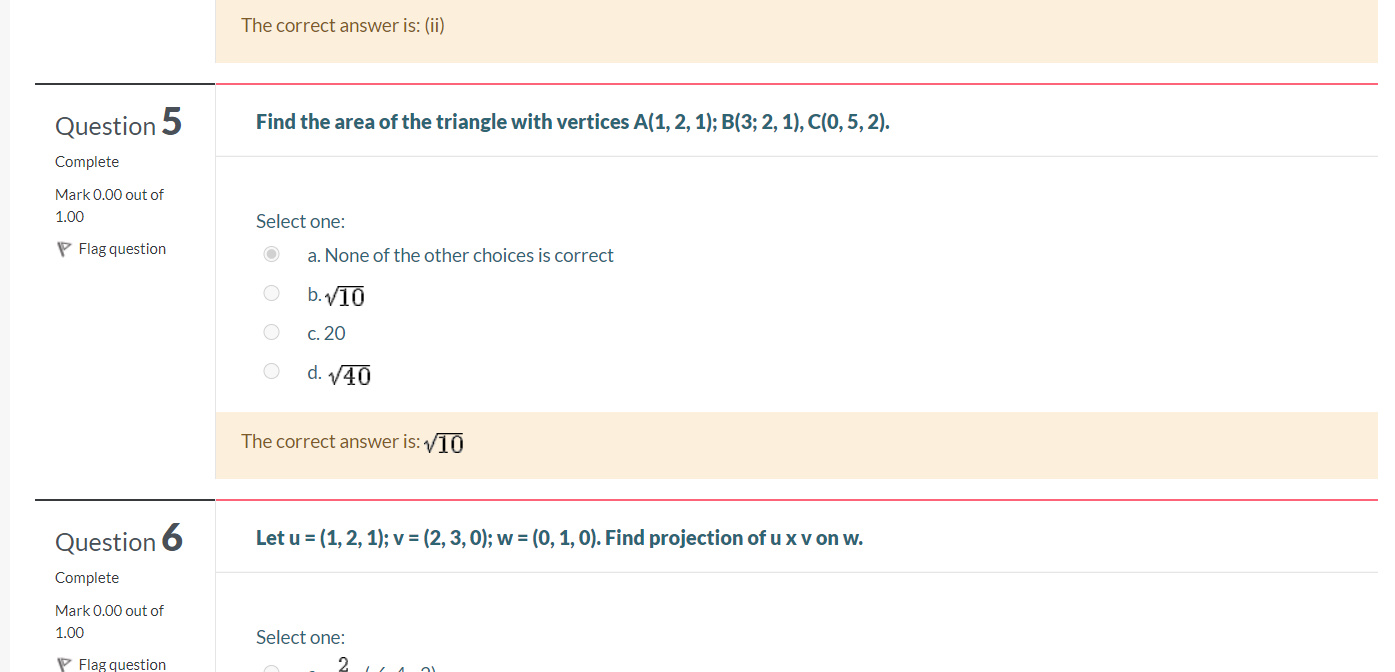 The correct answer is: (ii)
Question 5
Complete
Mark 0.00 out of
1.00
Flag question
Find the area of the triangle with vertices A(1, 2, 1); B(3; 2, 1), C(0, 5, 2).
Select one:
a. None of the other choices is correct
b. √10
c. 20
d. √40
The correct answer is: √10
Question 6
Complete
Mark 0.00 out of
1.00
Flag question
Let u = (1, 2, 1); v = (2, 3, 0); w = (0, 1, 0). Find projection of u x v on w.
Select one:
2